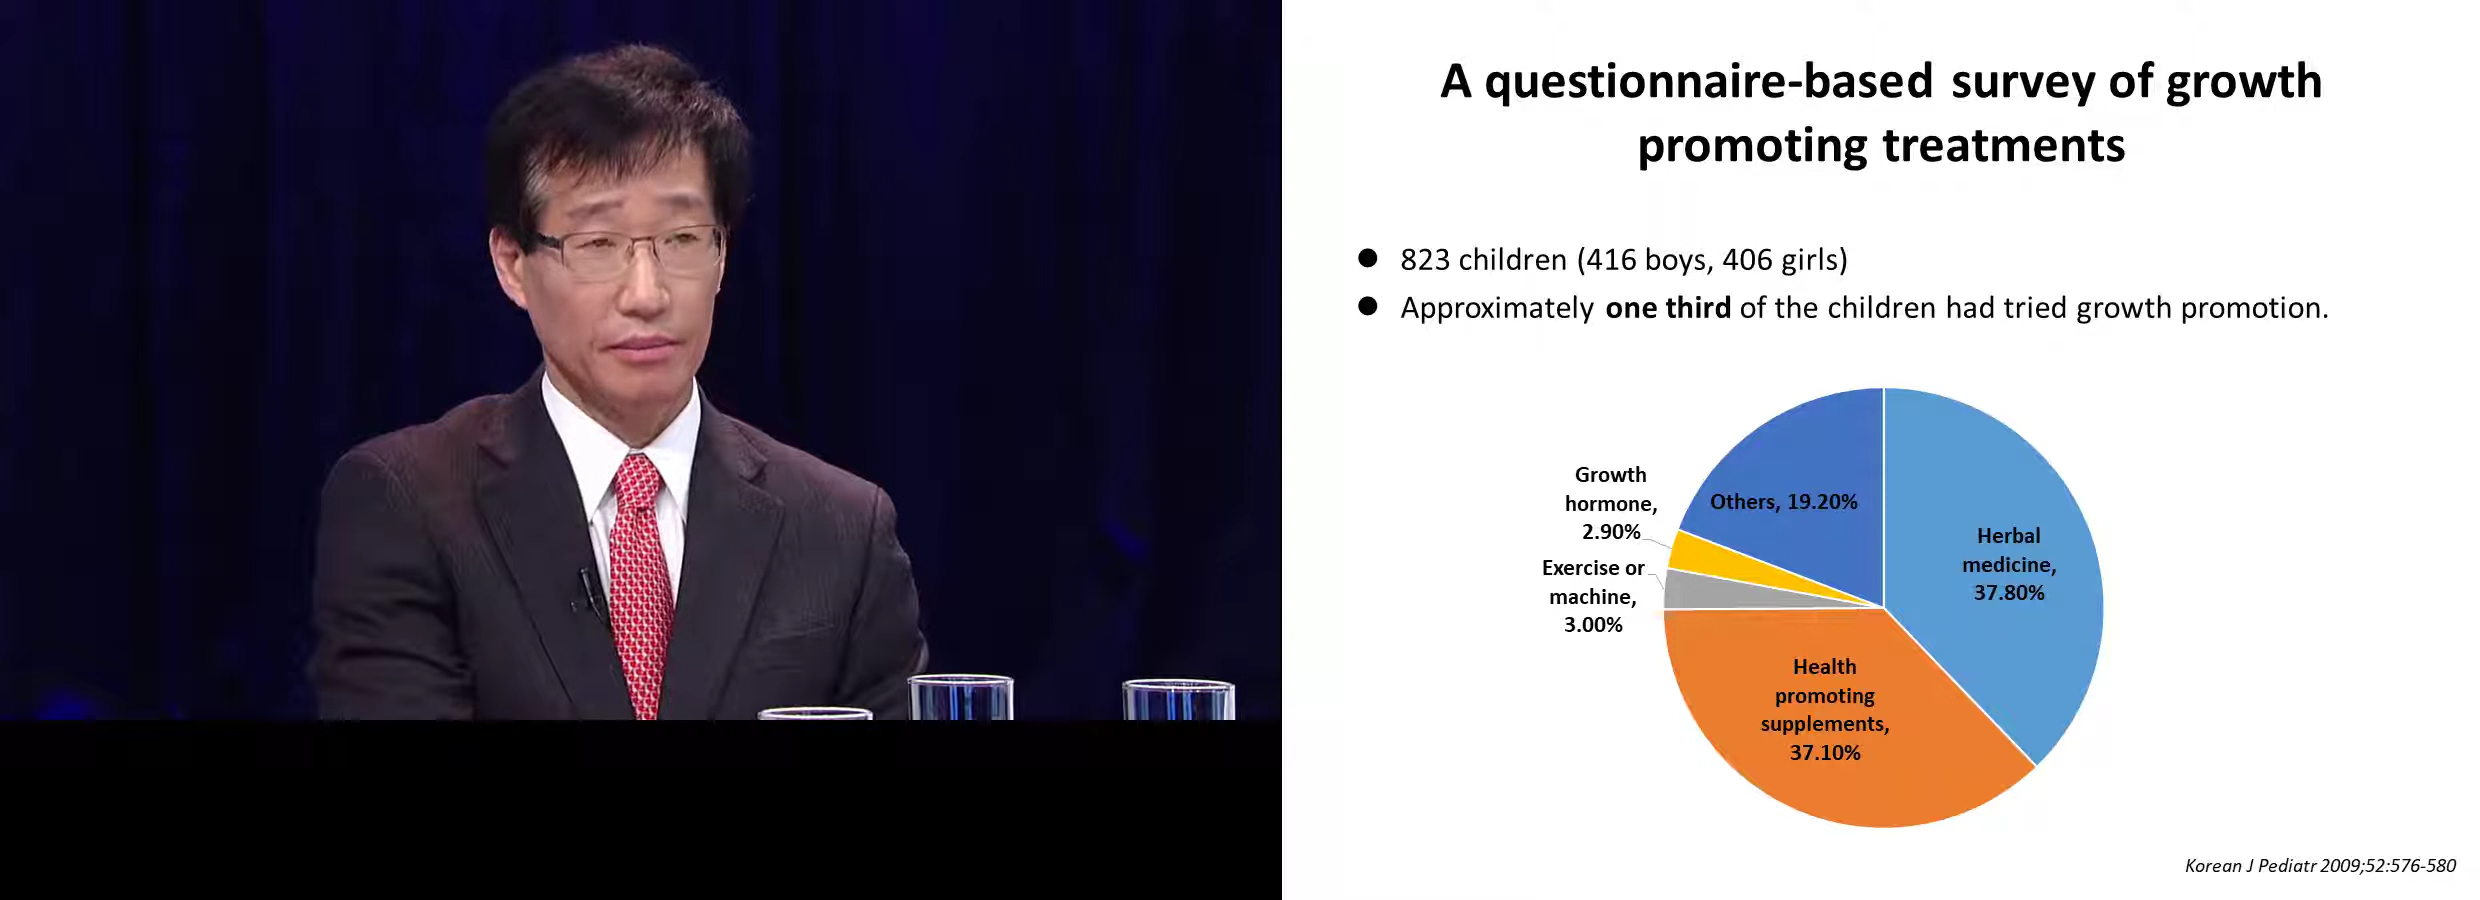 A questionnaire-based survey of growth
promoting treatments
● 823 children (416 boys, 406 girls)
● Approximately one third of the children had tried growth promotion.
Growth
hormone,
2.90%
Others, 19.20%
Herbal
medicine,
37.80%
Exercise or
machine,
3.00%
Health
promoting
supplements,
37.10%
Korean J Pediatr 2009;52:576-580